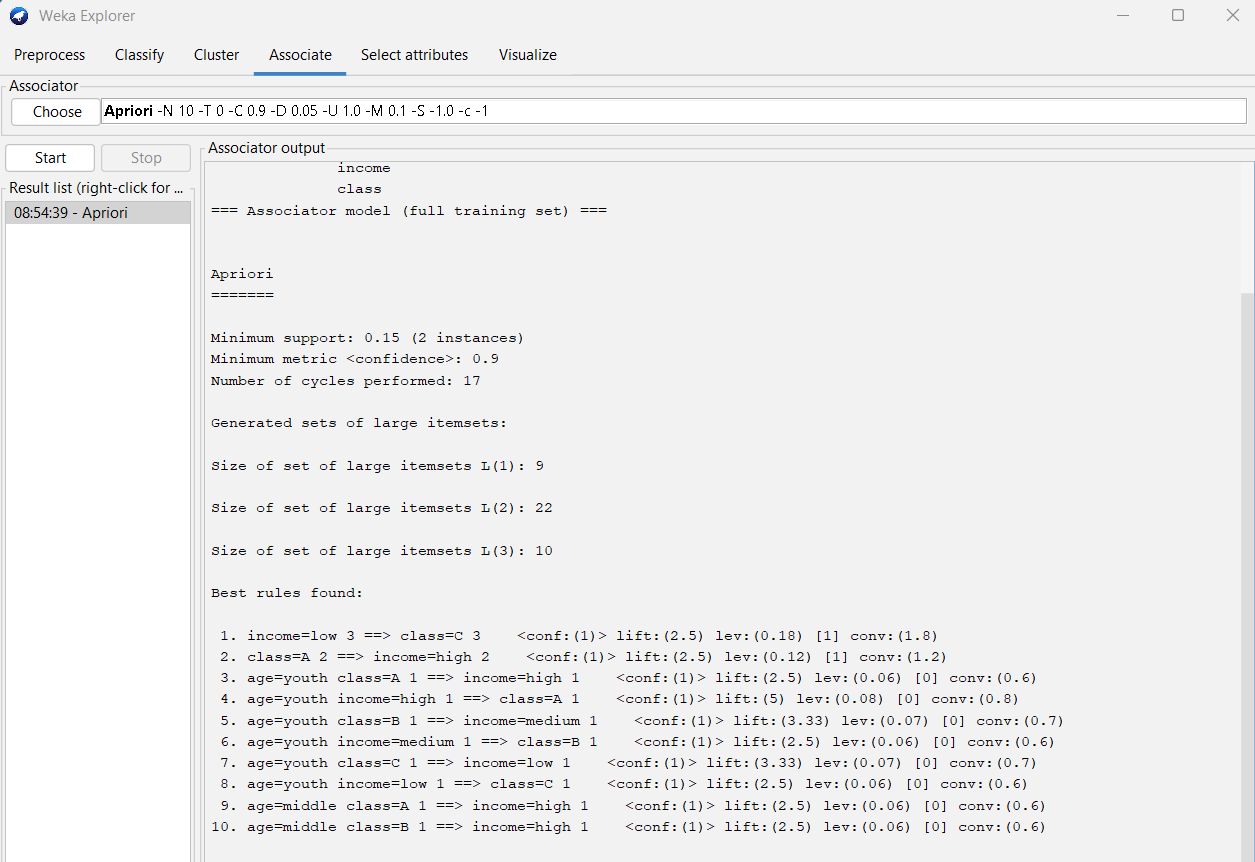 Weka Explorer
Preprocess Classify Cluster Associate Select attributes Visualize
Associator
Choose Apriori -N 10 -T 0 -C 0.9 -D 0.05 -U 1.0 -M 0.1 -S -1.0 -c -1
Start Stop
Result list (right-click for ...
08:54:39 - Apriori
Associator output
income
class
=== Associator model (full training set) ===
Apriori
=======
Minimum support: 0.15 (2 instances)
Minimum metric <confidence>: 0.9
Number of cycles performed: 17
Generated sets of large itemsets:
Size of set of large itemsets L(1): 9
Size of set of large itemsets L(2): 22
Size of set of large itemsets L(3): 10
Best rules found:
1. income=low 3 ==> class=C 3    <conf:(1)> lift:(2.5) lev:(0.18) [1] conv:(1.8)
2. class=A 2 ==> income=high 2    <conf:(1)> lift:(2.5) lev:(0.12) [1] conv:(1.2)
3. age=youth class=A 1 ==> income=high 1    <conf:(1)> lift:(2.5) lev:(0.06) [0] conv:(0.6)
4. age=youth income=high 1 ==> class=A 1    <conf:(1)> lift:(5) lev:(0.08) [0] conv:(0.8)
5. age=youth class=B 1 ==> income=medium 1    <conf:(1)> lift:(3.33) lev:(0.07) [0] conv:(0.7)
6. age=youth income=medium 1 ==> class=B 1    <conf:(1)> lift:(2.5) lev:(0.06) [0] conv:(0.6)
7. age=youth class=C 1 ==> income=low 1    <conf:(1)> lift:(3.33) lev:(0.07) [0] conv:(0.7)
8. age=youth income=low 1 ==> class=C 1    <conf:(1)> lift:(2.5) lev:(0.06) [0] conv:(0.6)
9. age=middle class=A 1 ==> income=high 1    <conf:(1)> lift:(2.5) lev:(0.06) [0] conv:(0.6)
10. age=middle class=B 1 ==> income=high 1    <conf:(1)> lift:(2.5) lev:(0.06) [0] conv:(0.6)